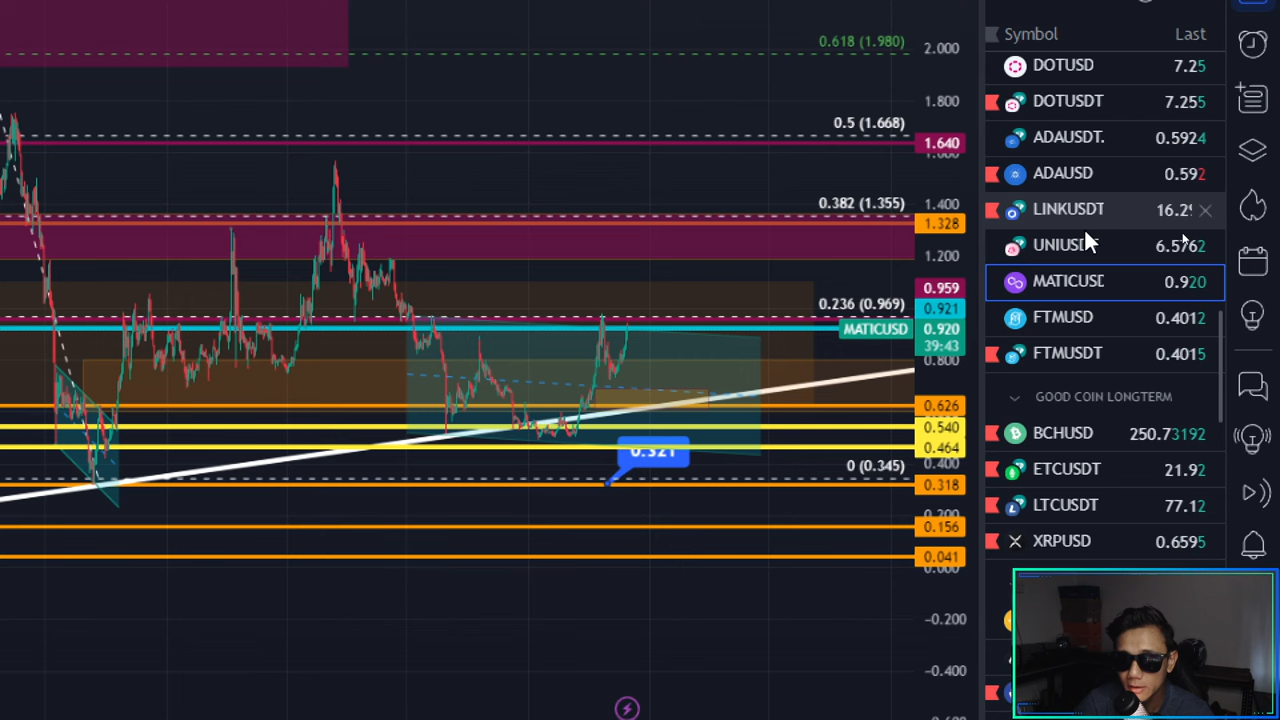 0.618 (1.980)
0.5 (1.668)
0.382 (1.355)
0.236 (0.969)
MATICUSD
0.321
0 (0.345)
2.000
1.800
1.640
1.400
1.328
1.200
0.959
0.921
0.920
39:43
0.800
0.626
0.540
0.464
0.400
0.318
0.156
0.041
0.000
−0.200
−0.400
Symbol Last
DOTUSD 7.25
DOTUSDT 7.255
ADAUSDT. 0.5924
ADAUSD 0.592
LINKUSDT 16.2
UNIUSD 6.5762
MATICUSD 0.920
FTMUSD 0.4012
FTMUSDT 0.4015
GOOD COIN LONGTERM
BCHUSD 250.73192
ETCUSDT 21.92
LTCUSDT 77.12
XRPUSD 0.6595